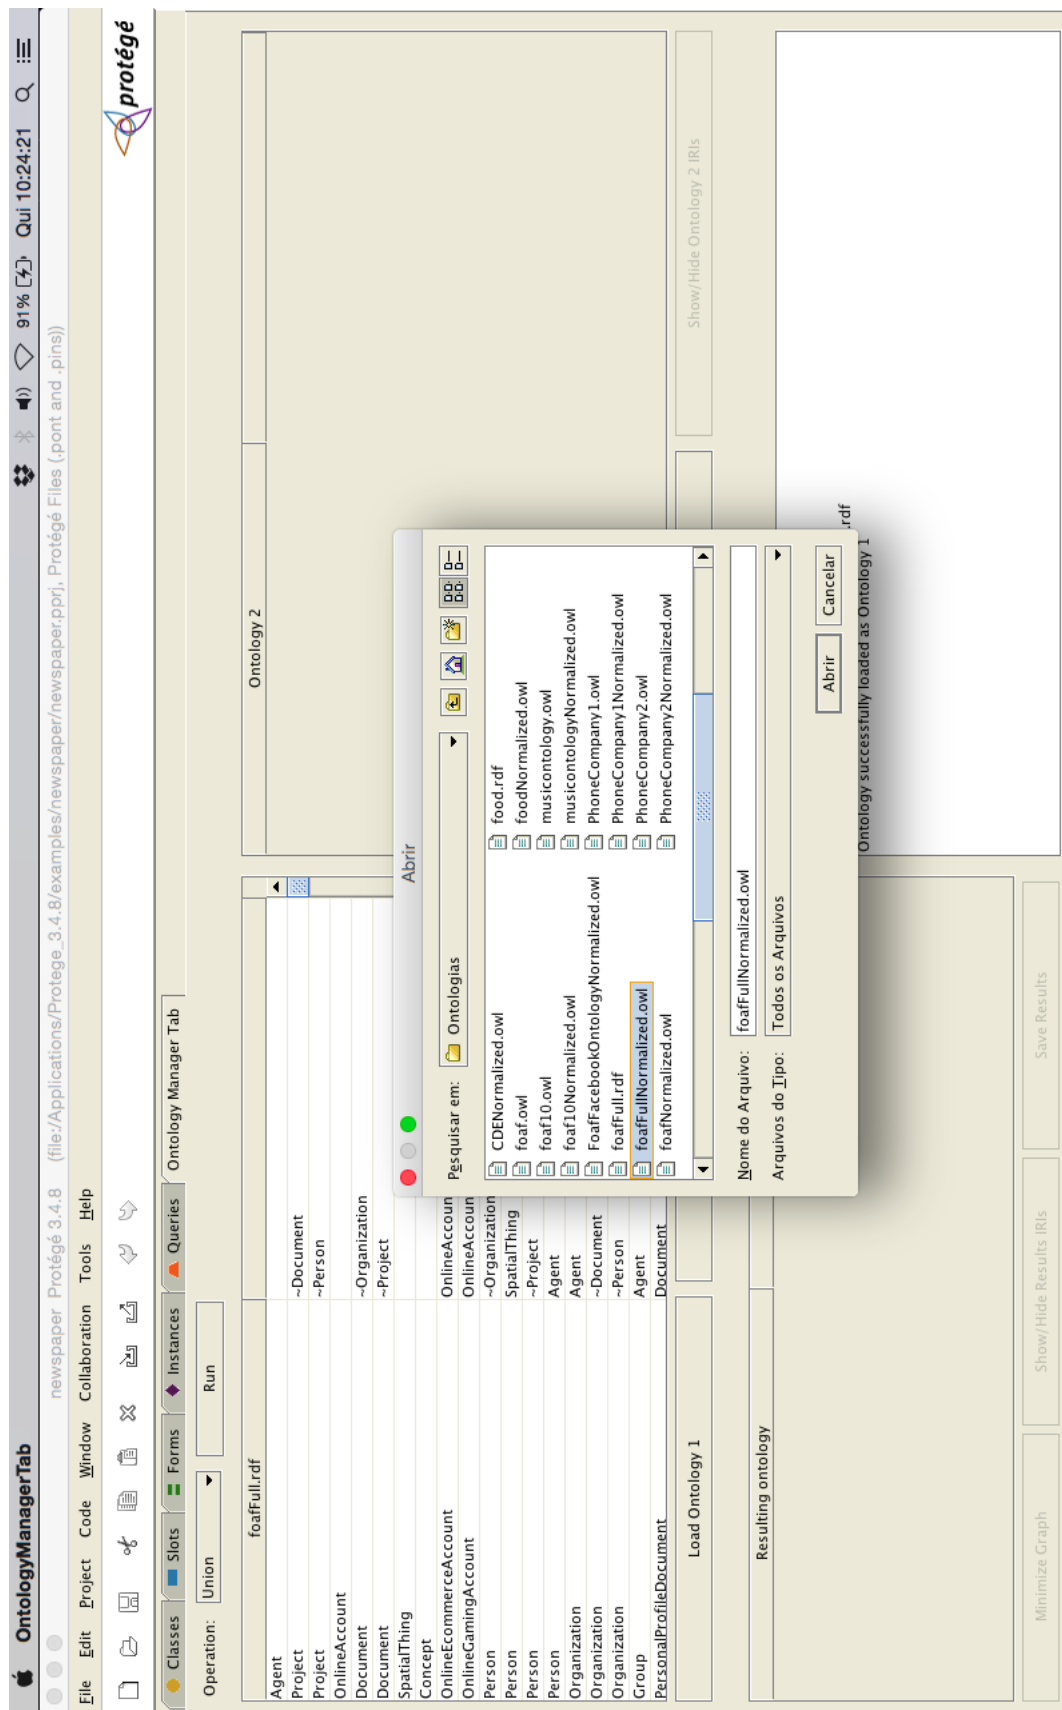 OntologyManagerTab 91% Qui 10:24:21
newspaper Protégé 3.4.8 (file:/Applications/Protege_3.4.8/examples/newspaper/newspaper.pprj, Protégé Files (.pont and .pins))
File Edit Project Code Window Collaboration Tools Help
protégé
Classes Slots Forms Instances Queries Ontology Manager Tab
Operation: Union Run
foafFull.rdf
Agent
Project ~Document
Project ~Person
OnlineAccount
Document ~Organization
Document ~Project
SpatialThing
Concept
OnlineEcommerceAccount OnlineAccoun
OnlineGamingAccount OnlineAccoun
Person ~Organization
Person SpatialThing
Person ~Project
Person Agent
Organization Agent
Organization ~Document
Organization ~Person
Group Agent
PersonalProfileDocument Document
Load Ontology 1
Ontology 2
Show/Hide Ontology 2 IRIs
Abrir
Pesquisar em: Ontologias
CDENormalized.owl
foaf.owl
foaf10.owl
foaf10Normalized.owl
FoafFacebookOntologyNormalized.owl
foafFull.rdf
foafFullNormalized.owl
foafNormalized.owl
food.rdf
foodNormalized.owl
musicontology.owl
musicontologyNormalized.owl
PhoneCompany1.owl
PhoneCompany1Normalized.owl
PhoneCompany2.owl
PhoneCompany2Normalized.owl
Nome do Arquivo: foafFullNormalized.owl
Arquivos do Tipo: Todos os Arquivos
Abrir Cancelar
Resulting ontology
.rdf
Ontology successfully loaded as Ontology 1
Minimize Graph Show/Hide Results IRIs Save Results